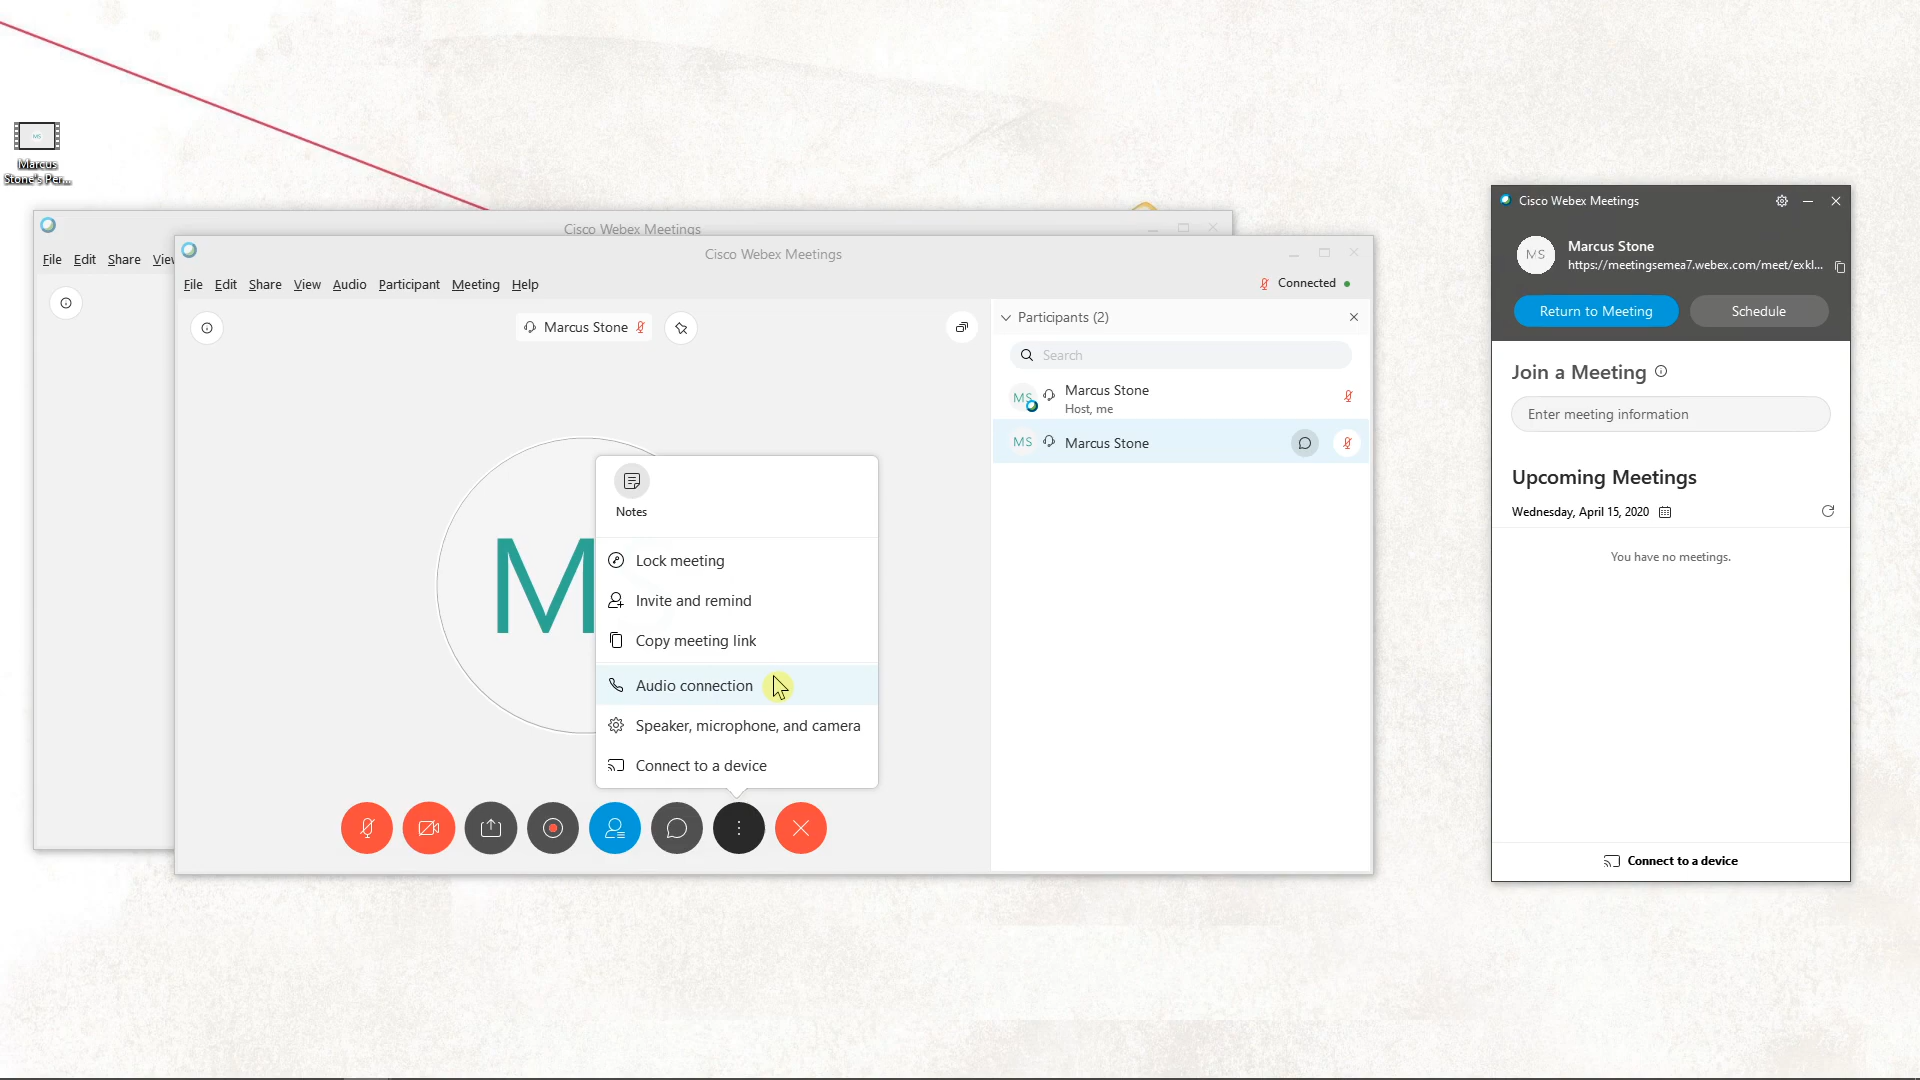 MS
Marcus
Stone's Per...
Cisco Webex Meetings
File Edit Share View
Cisco Webex Meetings
File Edit Share View Audio Participant Meeting Help
Connected
Marcus Stone
M
Notes
Lock meeting
Invite and remind
Copy meeting link
Audio connection
Speaker, microphone, and camera
Connect to a device
Participants (2)
Search
MS Marcus Stone
Host, me
MS Marcus Stone
Cisco Webex Meetings
MS Marcus Stone
https://meetingsemea7.webex.com/meet/exkl...
Return to Meeting Schedule
Join a Meeting
Enter meeting information
Upcoming Meetings
Wednesday, April 15, 2020
You have no meetings.
Connect to a device